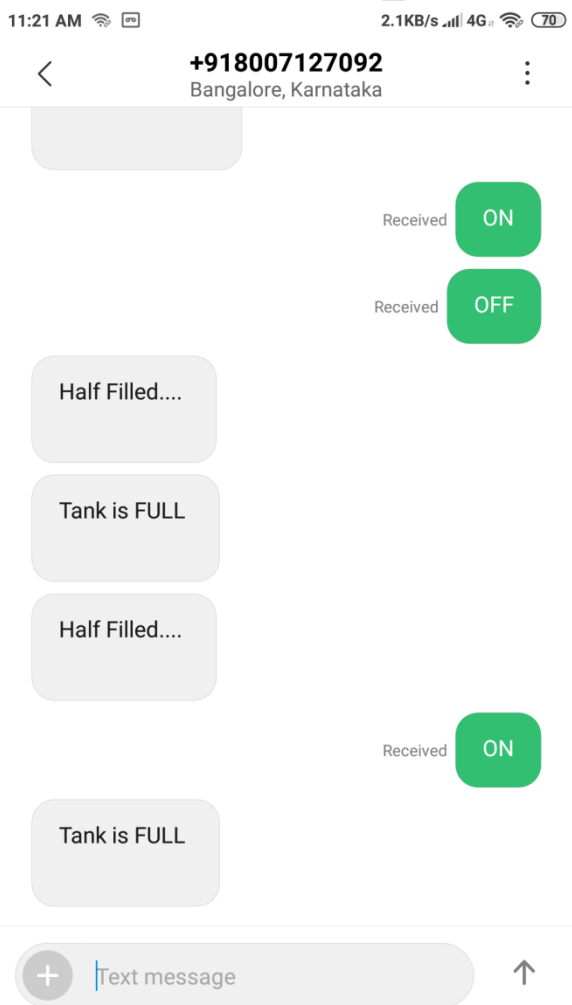 11:21 AM
2.1KB/s 4G 70
+918007127092
Bangalore, Karnataka
Received ON
Received OFF
Half Filled....
Tank is FULL
Half Filled....
Received ON
Tank is FULL
Text message